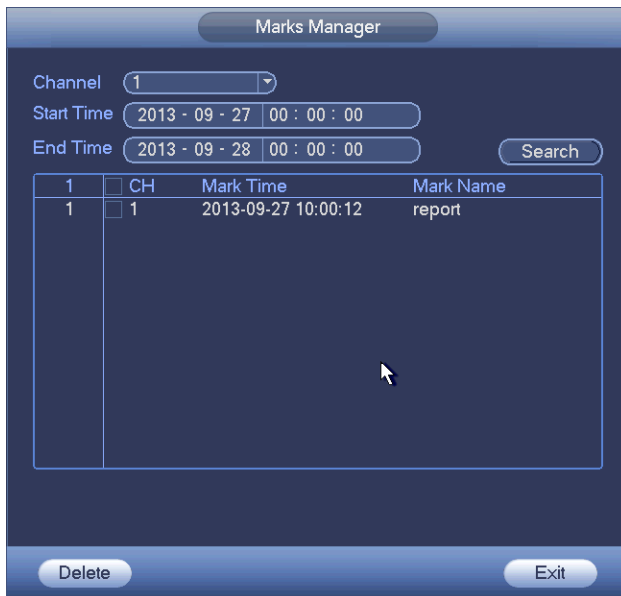 Marks Manager
Channel 1
Start Time 2013 - 09 - 27 00 : 00 : 00
End Time 2013 - 09 - 28 00 : 00 : 00 Search
1 CH Mark Time Mark Name
1 1 2013-09-27 10:00:12 report
Delete Exit